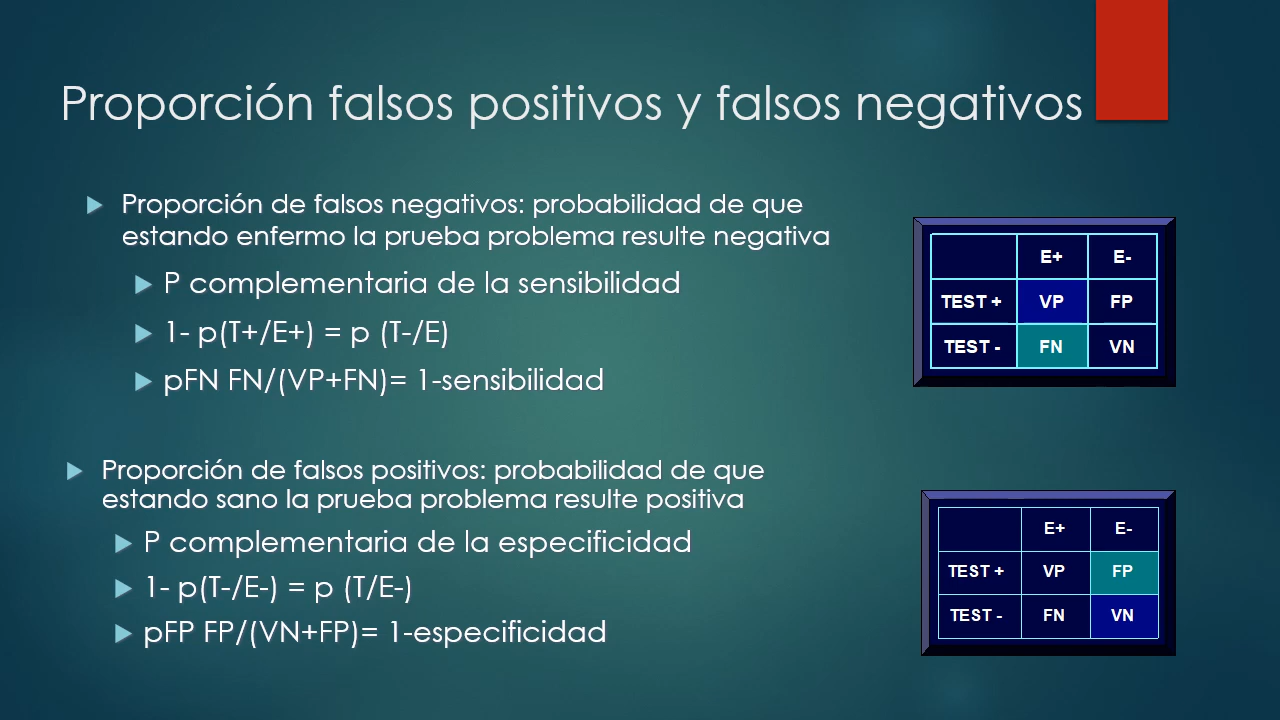 Proporción falsos positivos y falsos negativos
Proporción de falsos negativos: probabilidad de que
estando enfermo la prueba problema resulte negativa
P complementaria de la sensibilidad
1- p(T+/E+) = p (T-/E)
pFN FN/(VP+FN)= 1-sensibilidad
E+ E-
TEST + VP FP
TEST - FN VN
Proporción de falsos positivos: probabilidad de que
estando sano la prueba problema resulte positiva
P complementaria de la especificidad
1- p(T-/E-) = p (T/E-)
pFP FP/(VN+FP)= 1-especificidad
E+ E-
TEST + VP FP
TEST - FN VN